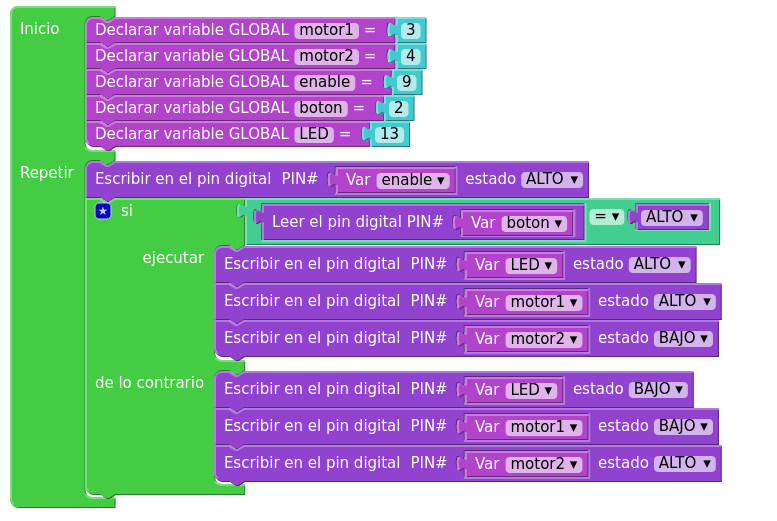 Inicio
Declarar variable GLOBAL motor1 = 3
Declarar variable GLOBAL motor2 = 4
Declarar variable GLOBAL enable = 9
Declarar variable GLOBAL boton = 2
Declarar variable GLOBAL LED = 13
Repetir
Escribir en el pin digital PIN# Var enable ▾ estado ALTO ▾
si Leer el pin digital PIN# Var boton ▾ = ▾ ALTO ▾
ejecutar Escribir en el pin digital PIN# Var LED ▾ estado ALTO ▾
Escribir en el pin digital PIN# Var motor1 ▾ estado ALTO ▾
Escribir en el pin digital PIN# Var motor2 ▾ estado BAJO ▾
de lo contrario Escribir en el pin digital PIN# Var LED ▾ estado BAJO ▾
Escribir en el pin digital PIN# Var motor1 ▾ estado BAJO ▾
Escribir en el pin digital PIN# Var motor2 ▾ estado ALTO ▾